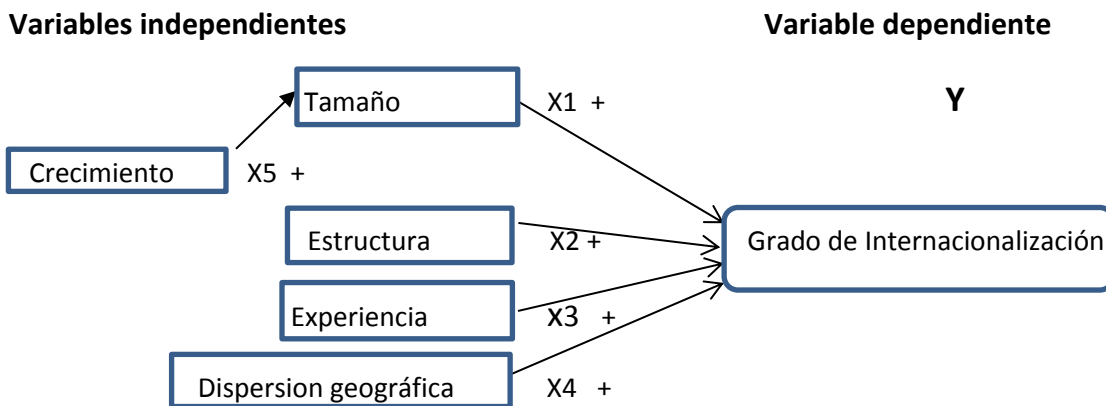 Variables independientes Variable dependiente
Tamaño X1 + Y
Crecimiento X5 +
Estructura X2 + Grado de Internacionalización
Experiencia X3 +
Dispersion geográfica X4 +